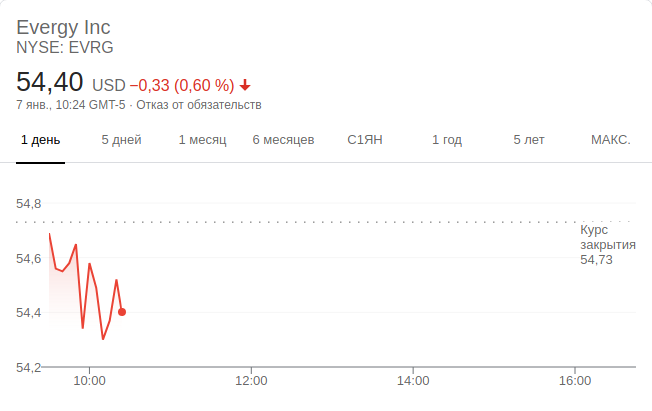 Evergy Inc
NYSE: EVRG
54,40 USD −0,33 (0,60 %)
7 янв., 10:24 GMT-5 · Отказ от обязательств
1 день 5 дней 1 месяц 6 месяцев С1ЯН 1 год 5 лет МАКС.
54,8
Курс
закрытия
54,73
54,6
54,4
54,2
10:00 12:00 14:00 16:00